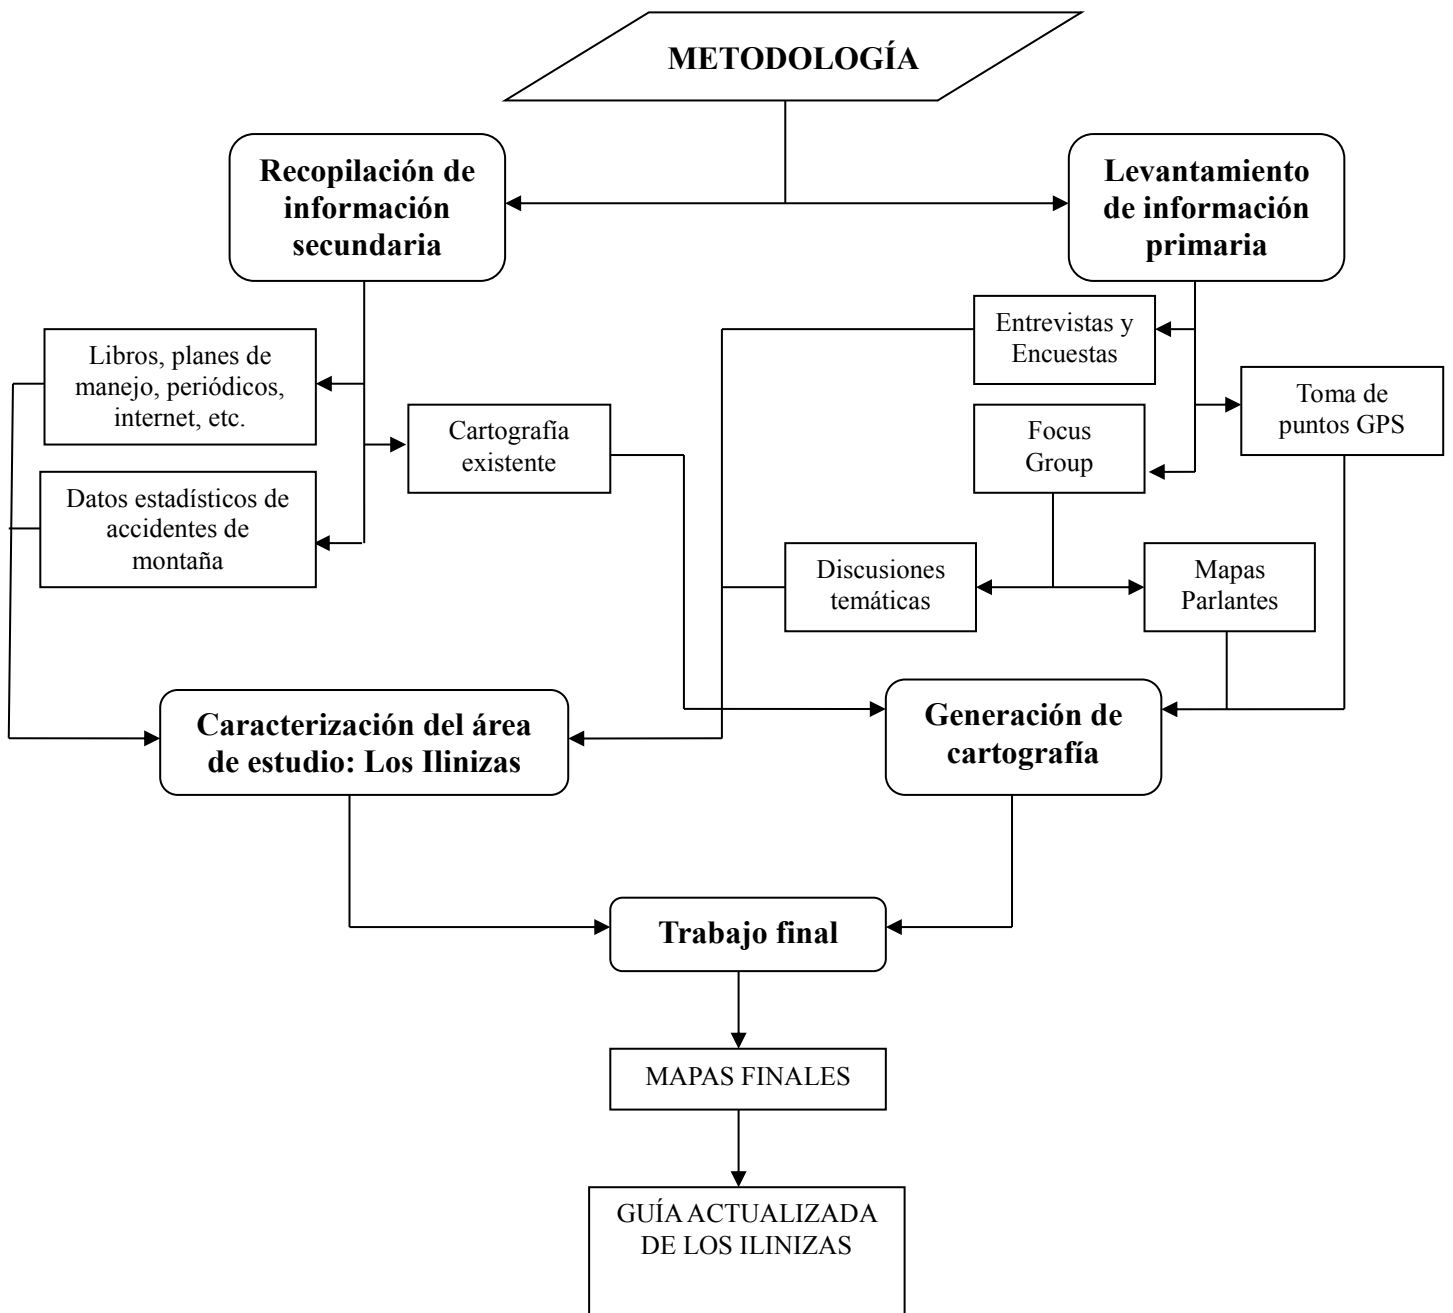 METODOLOGÍA
Recopilación de
información
secundaria
Levantamiento
de información
primaria
Libros, planes de
manejo, periódicos,
internet, etc.
Cartografía
existente
Datos estadísticos de
accidentes de
montaña
Entrevistas y
Encuestas
Toma de
puntos GPS
Focus
Group
Discusiones
temáticas
Mapas
Parlantes
Caracterización del área
de estudio: Los Ilinizas
Generación de
cartografía
Trabajo final
MAPAS FINALES
GUÍA ACTUALIZADA
DE LOS ILINIZAS